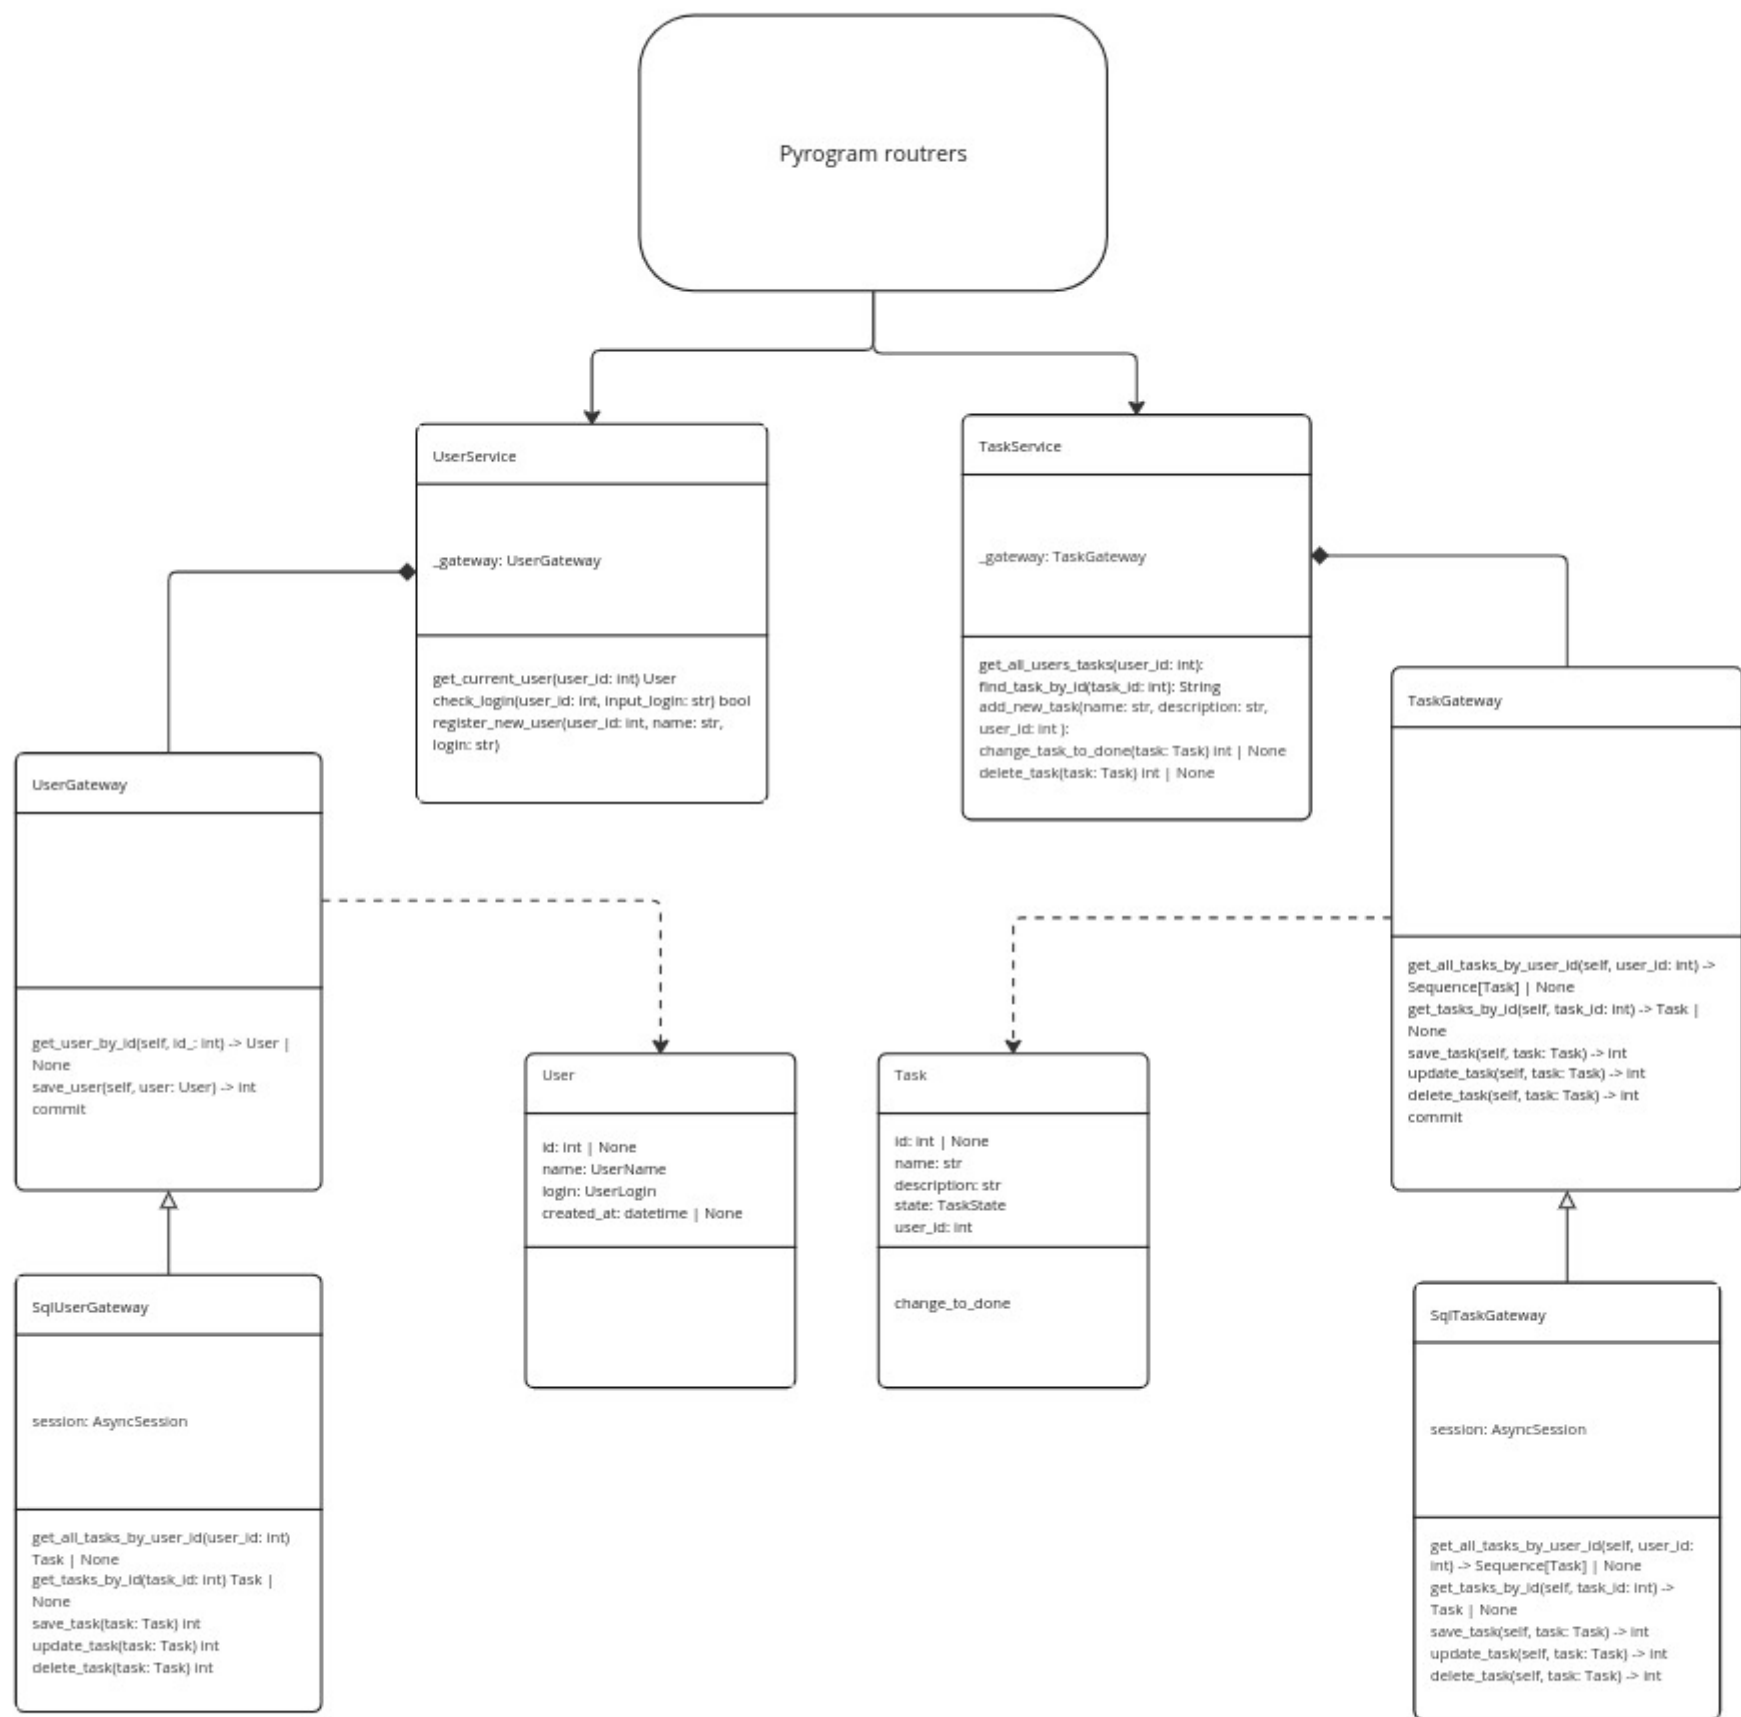 Pyrogram routrers
UserService
_gateway: UserGateway
get_current_user(user_id: int) User
check_login(user_id: int, input_login: str) bool
register_new_user(user_id: int, name: str,
login: str)
TaskService
_gateway: TaskGateway
get_all_users_tasks(user_id: int):
find_task_by_id(task_id: int): String
add_new_task(name: str, description: str,
user_id: int ):
change_task_to_done(task: Task) int | None
delete_task(task: Task) int | None
UserGateway
get_user_by_id(self, id_: int) -> User |
None
save_user(self, user: User) -> int
commit
TaskGateway
get_all_tasks_by_user_id(self, user_id: int) ->
Sequence[Task] | None
get_tasks_by_id(self, task_id: int) -> Task |
None
save_task(self, task: Task) -> int
update_task(self, task: Task) -> int
delete_task(self, task: Task) -> int
commit
User
id: int | None
name: UserName
login: UserLogin
created_at: datetime | None
Task
id: int | None
name: str
description: str
state: TaskState
user_id: int
change_to_done
SqlUserGateway
session: AsyncSession
get_all_tasks_by_user_id(user_id: int)
Task | None
get_tasks_by_id(task_id: int) Task |
None
save_task(task: Task) int
update_task(task: Task) int
delete_task(task: Task) int
SqlTaskGateway
session: AsyncSession
get_all_tasks_by_user_id(self, user_id:
int) -> Sequence[Task] | None
get_tasks_by_id(self, task_id: int) ->
Task | None
save_task(self, task: Task) -> int
update_task(self, task: Task) -> int
delete_task(self, task: Task) -> int